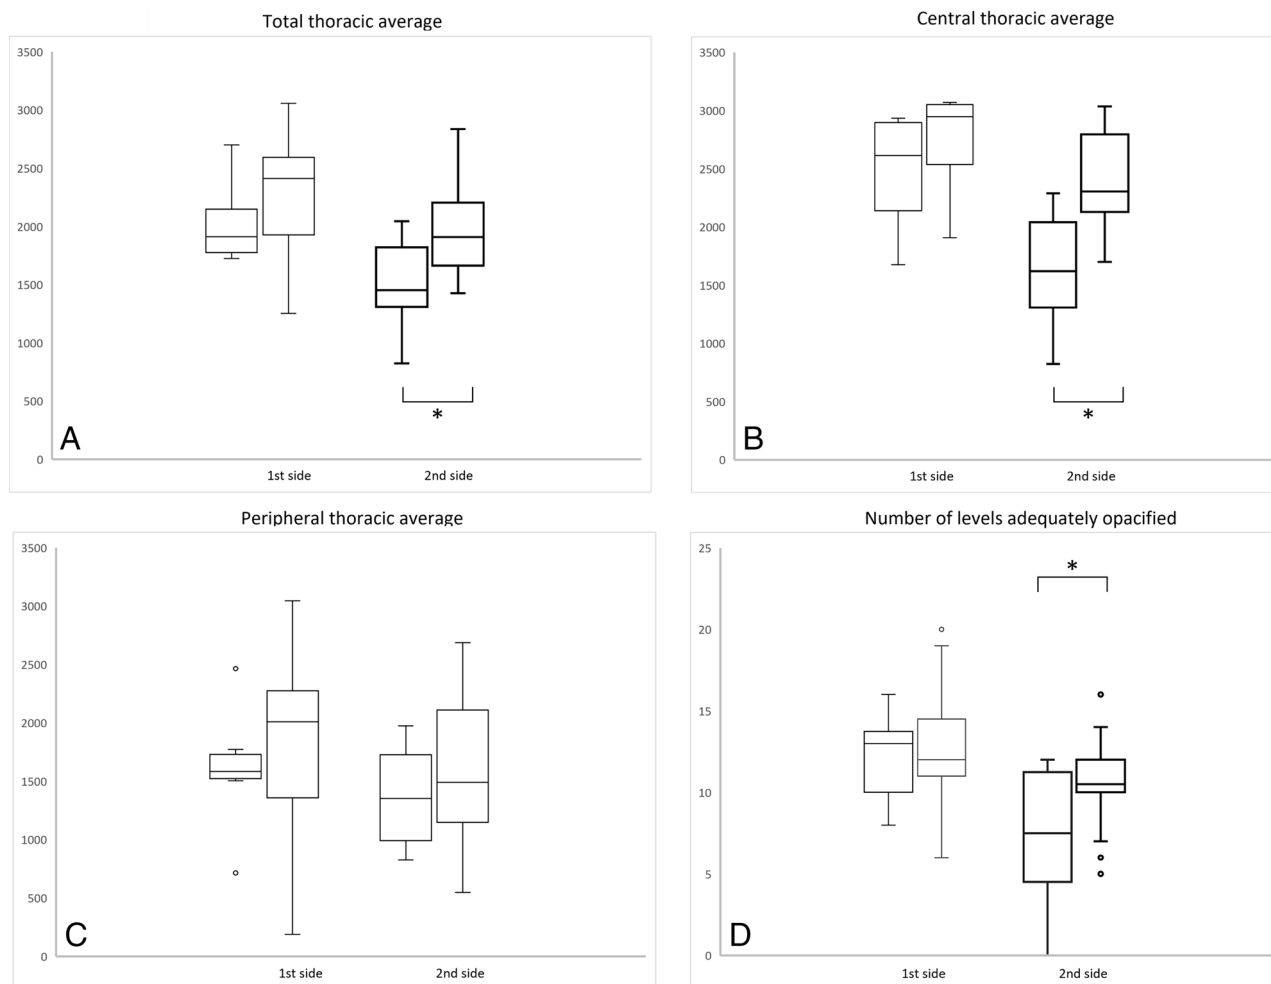 Total thoracic average
3500
3000
2500
2000
1500
1000
500
0
1st side
2nd side
*
A
Central thoracic average
3500
3000
2500
2000
1500
1000
500
0
1st side
2nd side
*
B
Peripheral thoracic average
3500
3000
2500
2000
1500
1000
500
0
1st side
2nd side
C
Number of levels adequately opacified
25
20
15
10
5
0
1st side
2nd side
*
D